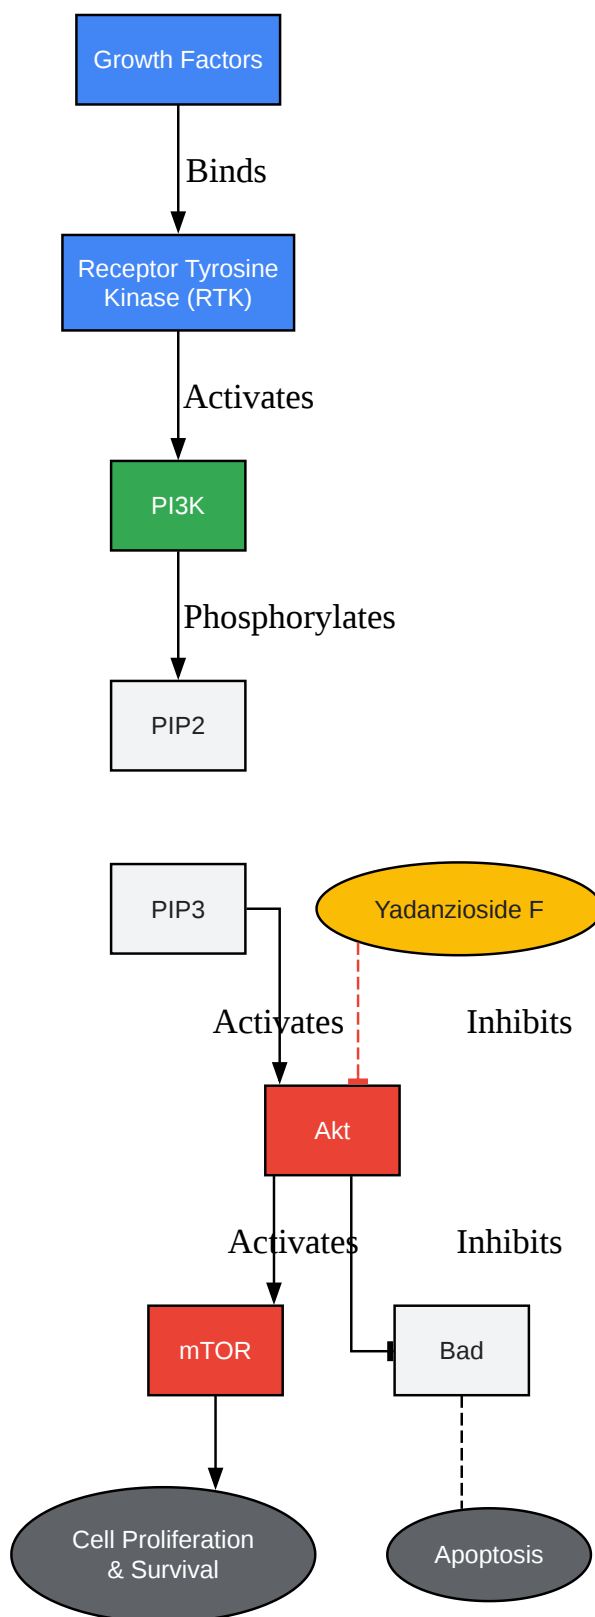 Growth Factors
Binds
Receptor Tyrosine
Kinase (RTK)
Activates
PI3K
Phosphorylates
PIP2
PIP3
Yadanzioside F
Activates
Inhibits
Akt
Activates
Inhibits
mTOR
Bad
Cell Proliferation
& Survival
Apoptosis